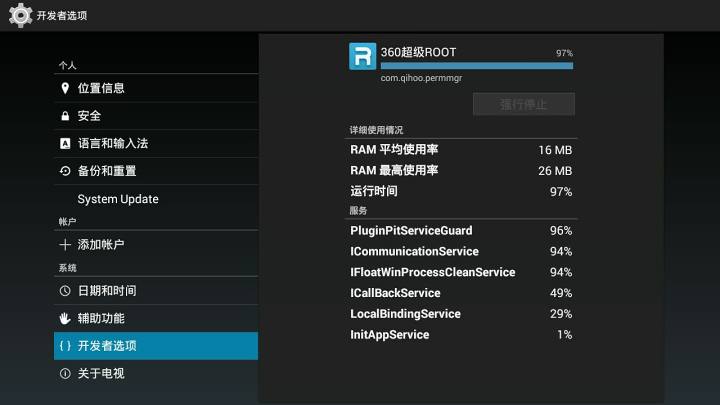 开发者选项
个人
位置信息
安全
语言和输入法
备份和重置
System Update
帐户
添加帐户
系统
日期和时间
辅助功能
{ } 开发者选项
关于电视
360超级ROOT 97%
com.qihoo.permmgr
强行停止
详细使用情况
RAM 平均使用率 16 MB
RAM 最高使用率 26 MB
运行时间 97%
服务
PluginPitServiceGuard 96%
ICommunicationService 94%
IFloatWinProcessCleanService 94%
ICallBackService 49%
LocalBindingService 29%
InitAppService 1%